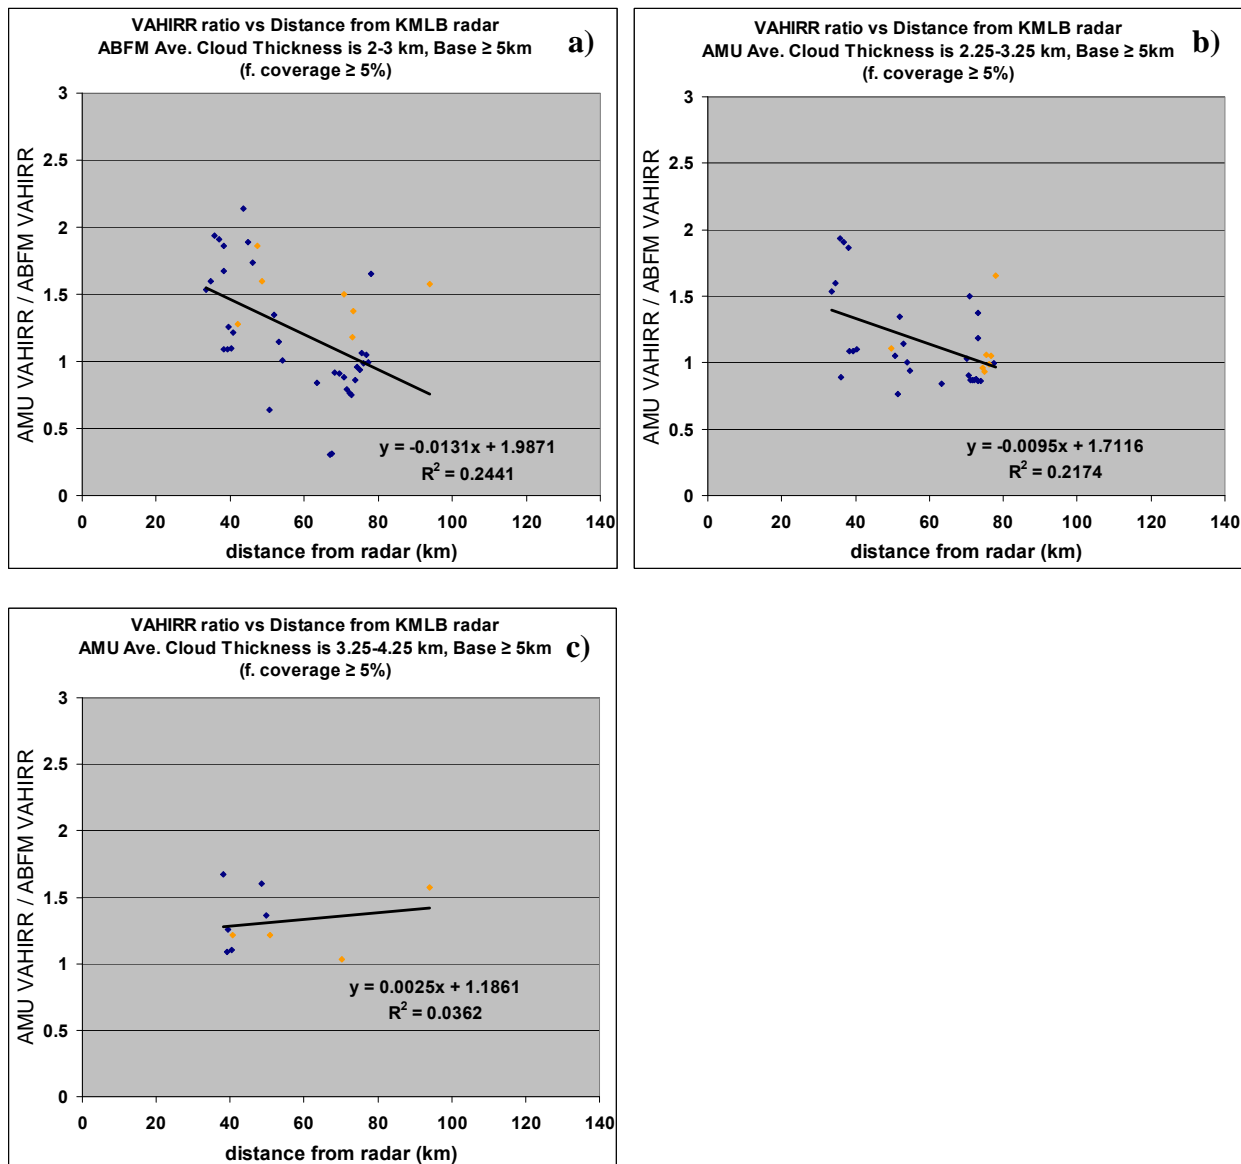 VAHIRR ratio vs Distance from KMLB radar
ABFM Ave. Cloud Thickness is 2-3 km, Base ≥ 5km
(f. coverage ≥ 5%)
a)
AMU VAHIRR / ABFM VAHIRR
3
2.5
2
1.5
1
0.5
0
y = -0.0131x + 1.9871
R² = 0.2441
0 20 40 60 80 100 120 140
distance from radar (km)
VAHIRR ratio vs Distance from KMLB radar
AMU Ave. Cloud Thickness is 2.25-3.25 km, Base ≥ 5km
(f. coverage ≥ 5%)
b)
AMU VAHIRR / ABFM VAHIRR
3
2.5
2
1.5
1
0.5
0
y = -0.0095x + 1.7116
R² = 0.2174
0 20 40 60 80 100 120 140
distance from radar (km)
VAHIRR ratio vs Distance from KMLB radar
AMU Ave. Cloud Thickness is 3.25-4.25 km, Base ≥ 5km
(f. coverage ≥ 5%)
c)
AMU VAHIRR / ABFM VAHIRR
3
2.5
2
1.5
1
0.5
0
y = 0.0025x + 1.1861
R² = 0.0362
0 20 40 60 80 100 120 140
distance from radar (km)